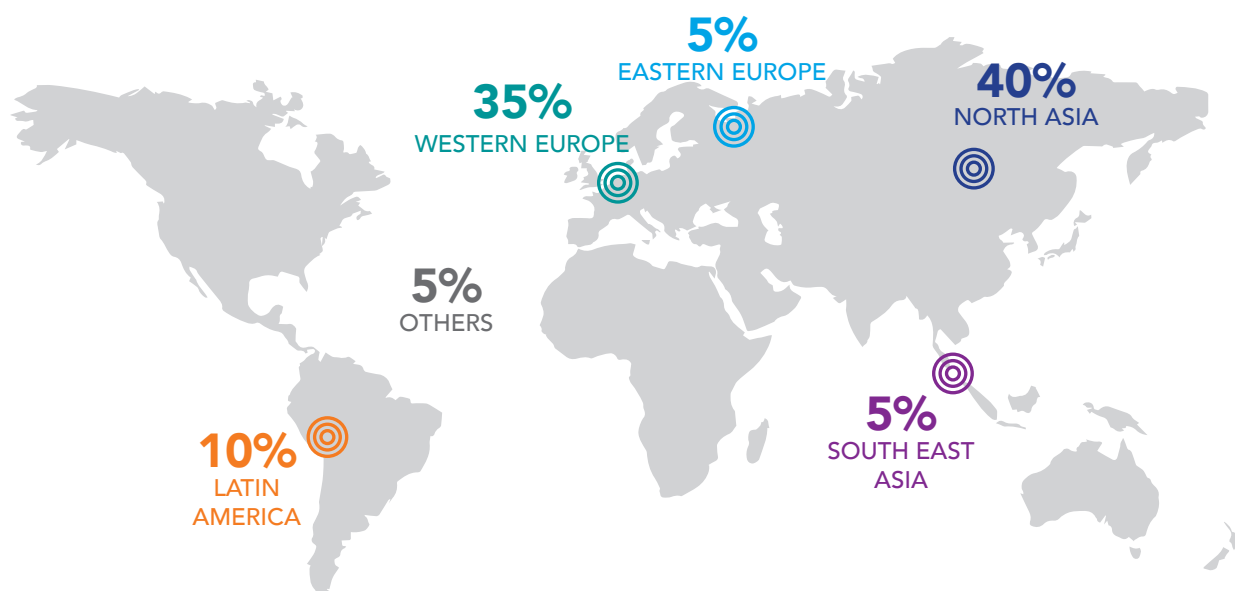 5%
EASTERN EUROPE
35%
WESTERN EUROPE
40%
NORTH ASIA
5%
OTHERS
5%
SOUTH EAST
ASIA
10%
LATIN
AMERICA